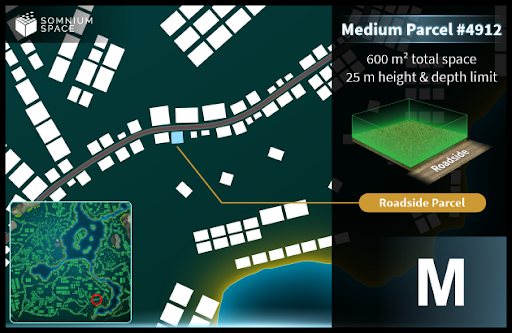 SOMNIUM
SPACE
Medium Parcel #4912
600 m² total space
25 m height & depth limit
Roadside
Roadside Parcel
M